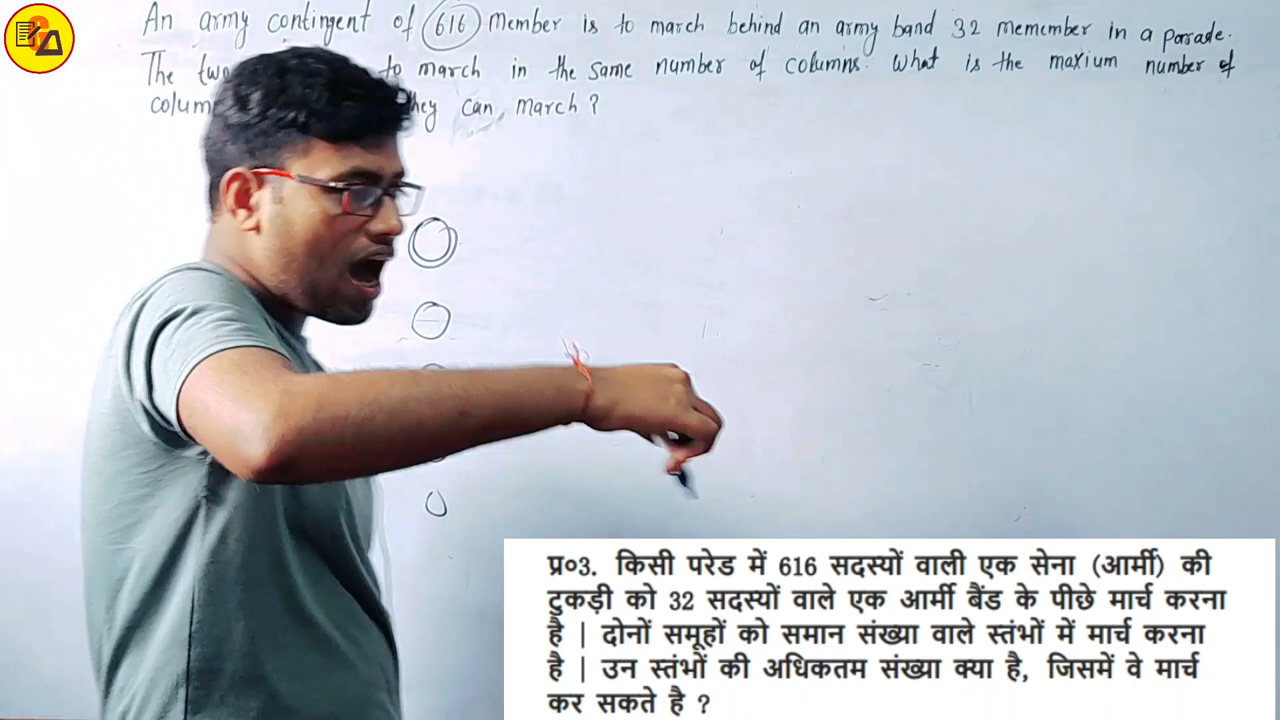 An army contingent of 616 Member is to march behind an army band 32 memember in a parade.
The two to march in the same number of columns. What is the maxium number of
colum they can march ?
प्र०3. किसी परेड में 616 सदस्यों वाली एक सेना (आर्मी) की
टुकड़ी को 32 सदस्यों वाले एक आर्मी बैंड के पीछे मार्च करना
है | दोनों समूहों को समान संख्या वाले स्तंभों में मार्च करना
है | उन स्तंभों की अधिकतम संख्या क्या है, जिसमें वे मार्च
कर सकते है ?